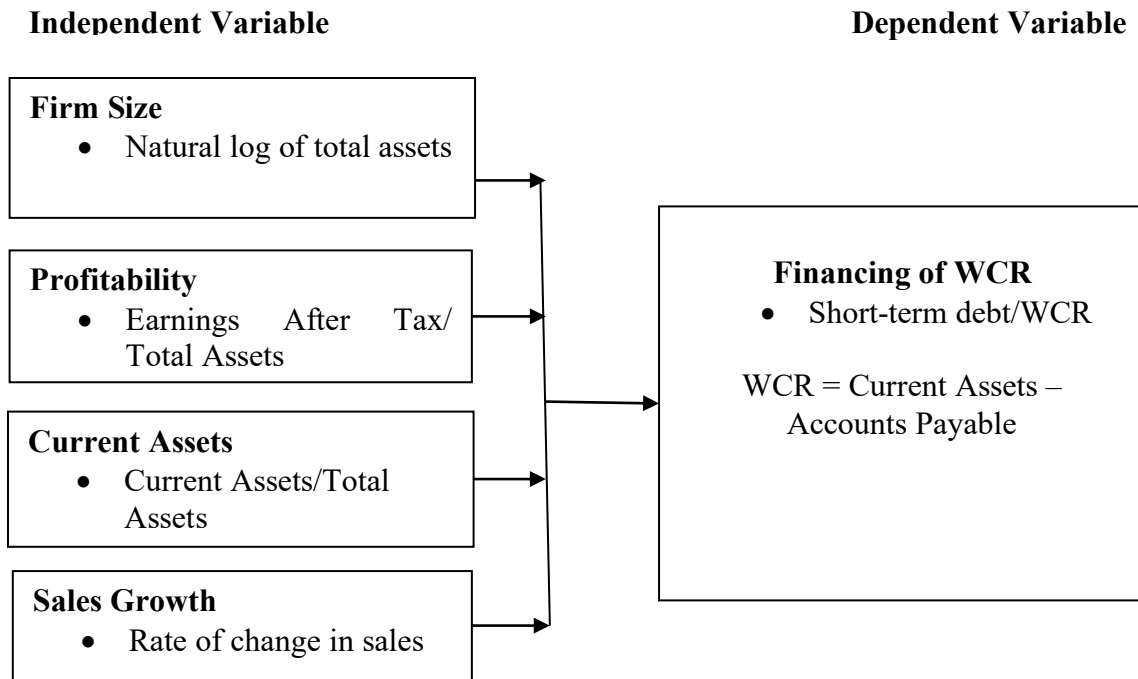 Independent Variable
Dependent Variable
Firm Size
• Natural log of total assets
Profitability
• Earnings After Tax/
Total Assets
Current Assets
• Current Assets/Total
Assets
Sales Growth
• Rate of change in sales
Financing of WCR
• Short-term debt/WCR
WCR = Current Assets –
Accounts Payable